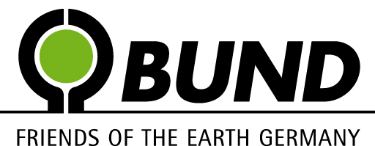 BUND
FRIENDS OF THE EARTH GERMANY